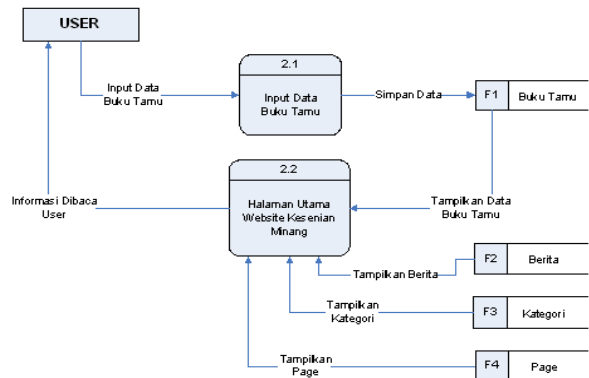 USER
2.1
Input Data
Buku Tamu
Input Data
Buku Tamu
Simpan Data
F1 Buku Tamu
2.2
Halaman Utama
Website Kesenian
Minang
Informasi Dibaca
User
Tampilkan Data
Buku Tamu
F2 Berita
Tampilkan Berita
Tampilkan
Kategori
F3 Kategori
Tampilkan
Page
F4 Page